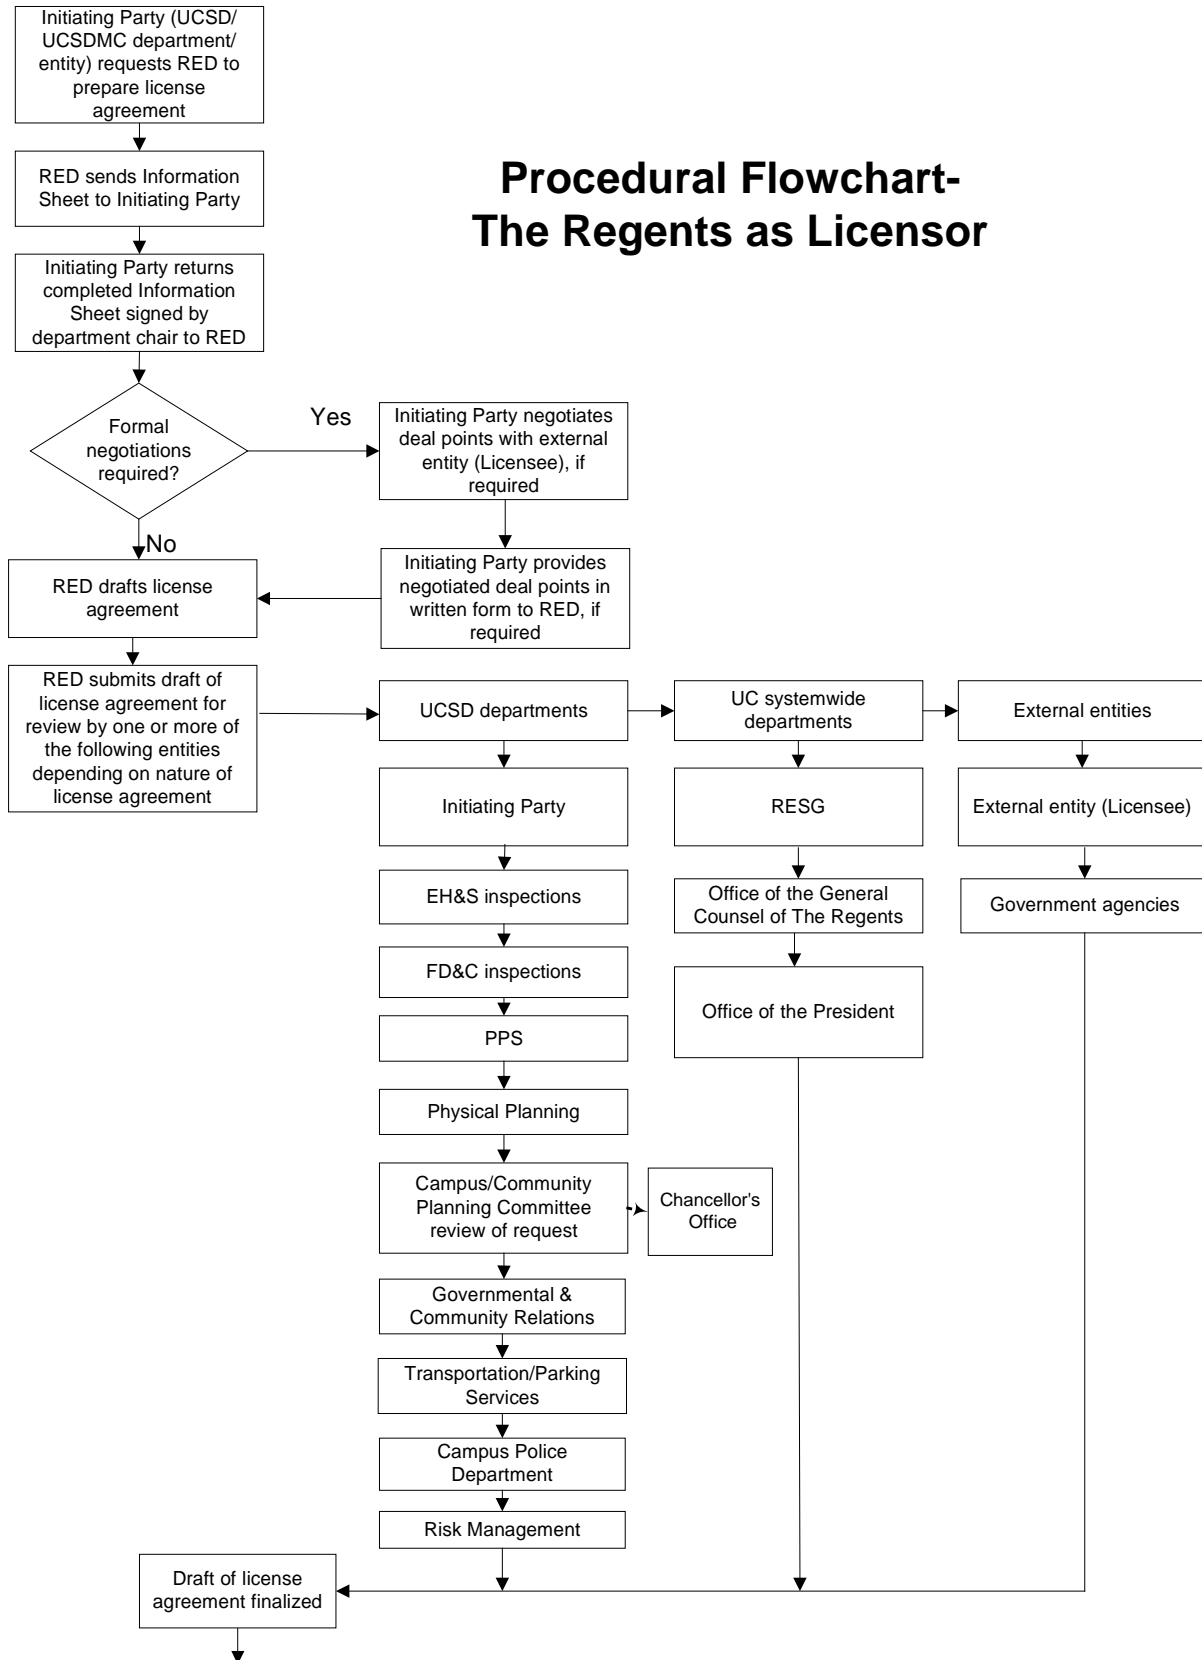 Initiating Party (UCSD/
UCSDMC department/
entity) requests RED to
prepare license
agreement
RED sends Information
Sheet to Initiating Party
Procedural Flowchart-
The Regents as Licensor
Initiating Party returns
completed Information
Sheet signed by
department chair to RED
Formal
negotiations
required?
Yes
Initiating Party negotiates
deal points with external
entity (Licensee), if
required
No
RED drafts license
agreement
Initiating Party provides
negotiated deal points in
written form to RED, if
required
RED submits draft of
license agreement for
review by one or more of
the following entities
depending on nature of
license agreement
UCSD departments
UC systemwide
departments
External entities
Initiating Party
RESG
External entity (Licensee)
EH&S inspections
Office of the General
Counsel of The Regents
Government agencies
FD&C inspections
Office of the President
PPS
Physical Planning
Campus/Community
Planning Committee
review of request
Chancellor's
Office
Governmental &
Community Relations
Transportation/Parking
Services
Campus Police
Department
Risk Management
Draft of license
agreement finalized